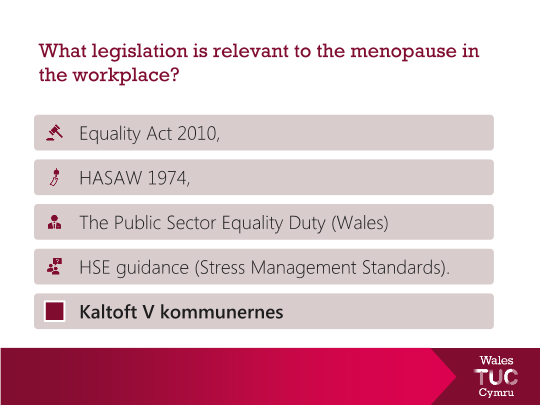 What legislation is relevant to the menopause in
the workplace?
Equality Act 2010,
HASAW 1974,
The Public Sector Equality Duty (Wales)
HSE guidance (Stress Management Standards).
Kaltoft V kommunernes
Wales
TUC
Cymru